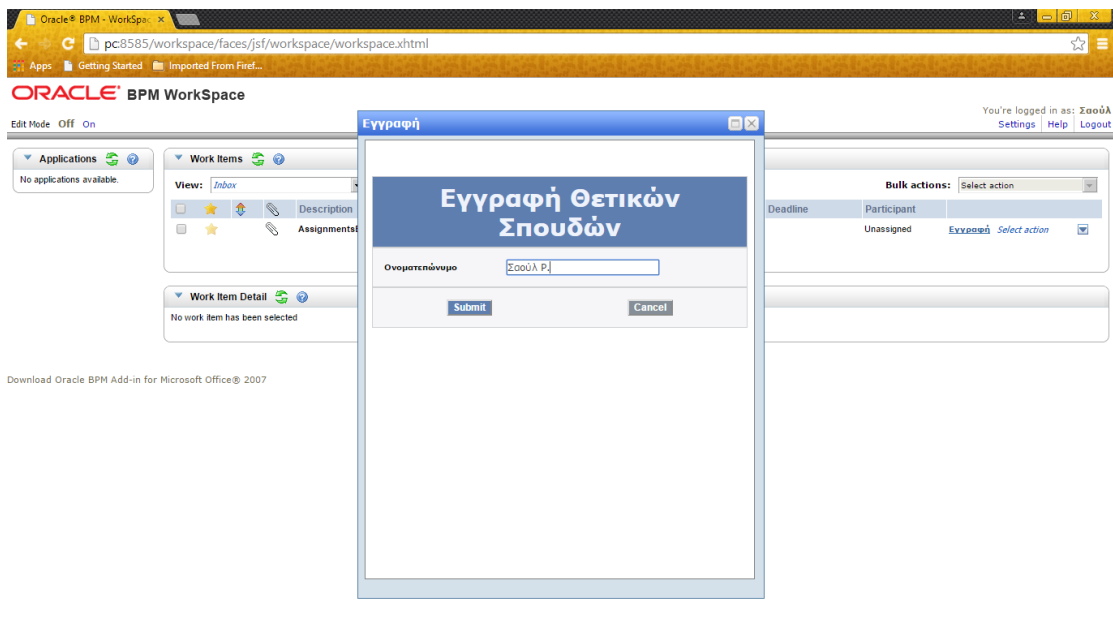 Oracle® BPM - WorkSpac
pc:8585/workspace/faces/jsf/workspace/workspace.xhtml
Apps Getting Started Imported From Firef...
ORACLE® BPM WorkSpace
You're logged in as: Σαούλ
Edit Mode Off On
Settings Help Logout
Εγγραφή
Applications
No applications available.
Work Items
View: Inbox
Bulk actions: Select action
Description
Deadline Participant
Assignments
Unassigned Εγγραφή Select action
Εγγραφή Θετικών
Σπουδών
Ονοματεπώνυμο Σαούλ Ρ.
Submit Cancel
Work Item Detail
No work item has been selected
Download Oracle BPM Add-in for Microsoft Office® 2007